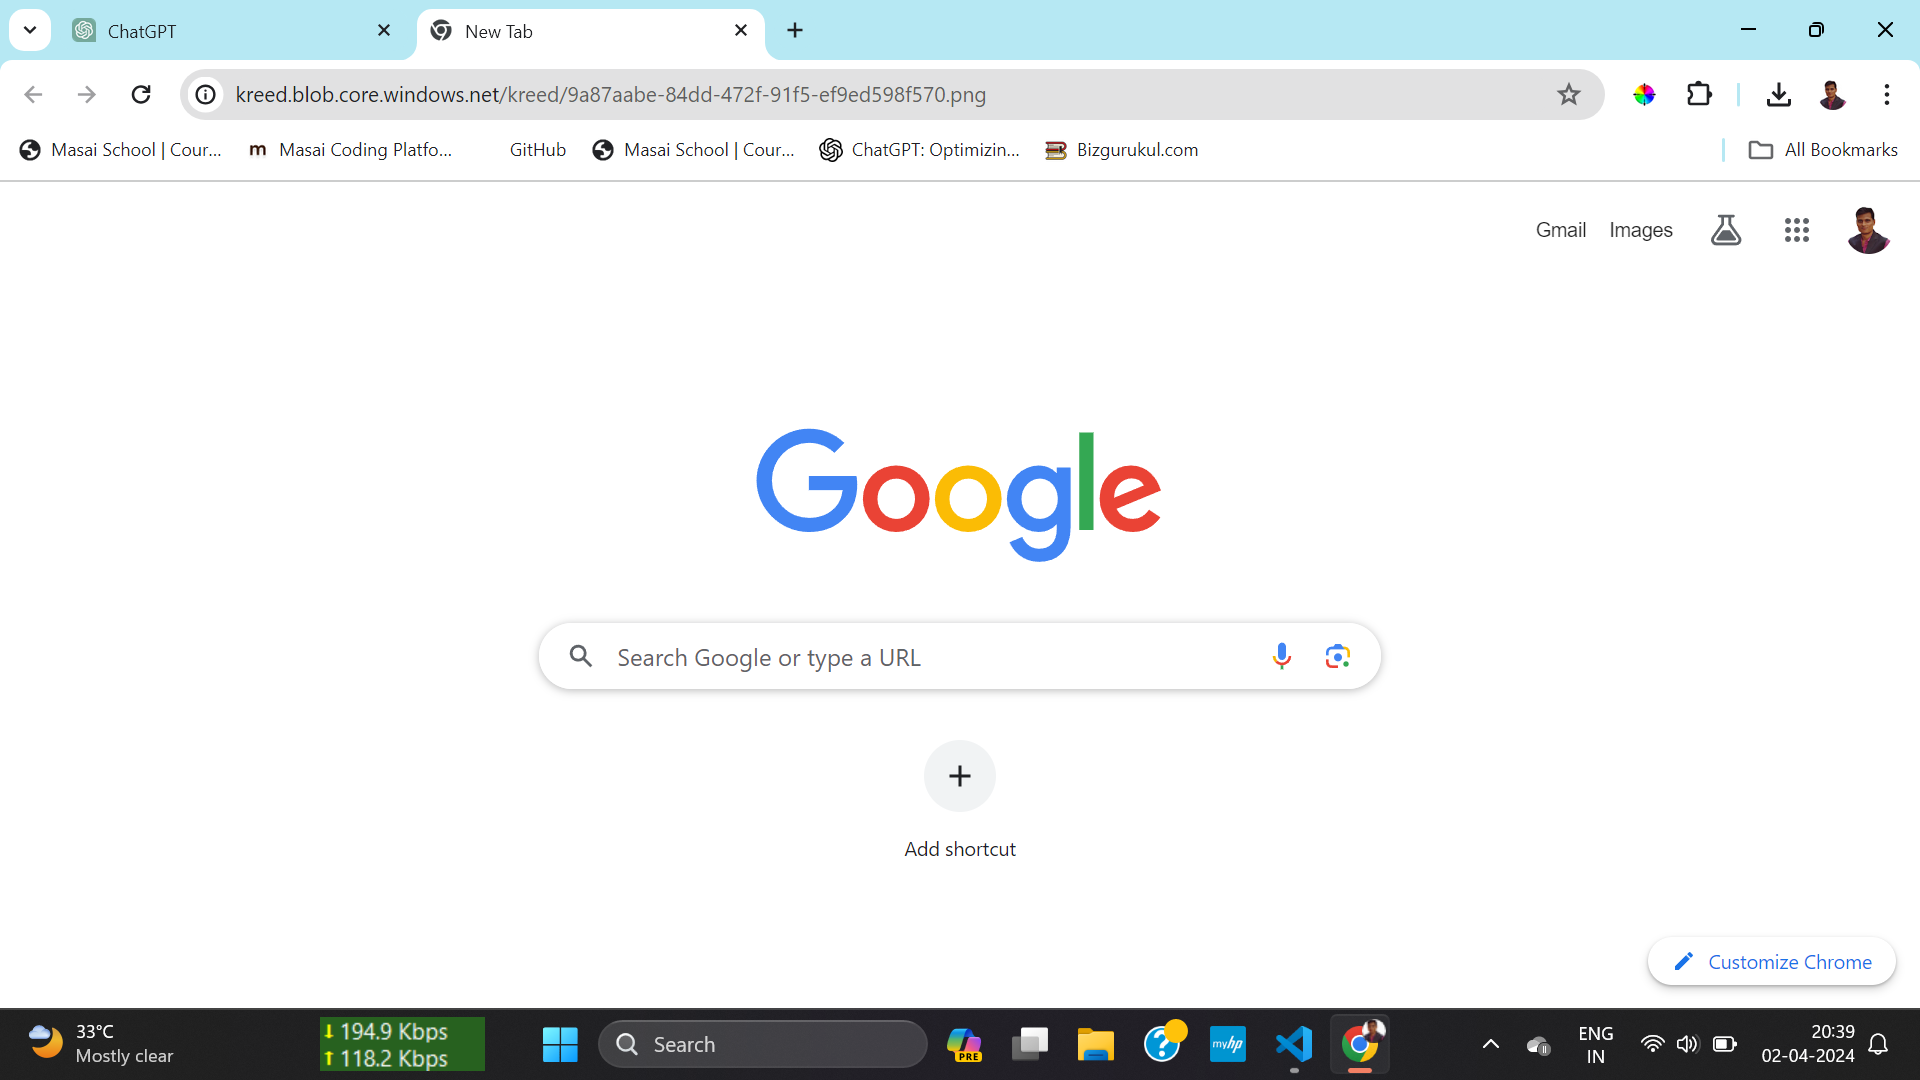 ChatGPT
New Tab
kreed.blob.core.windows.net/kreed/9a87aabe-84dd-472f-91f5-ef9ed598f570.png
Masai School | Cour...
m
Masai Coding Platfo...
GitHub
Masai School | Cour...
ChatGPT: Optimizin...
Bizgurukul.com
All Bookmarks
Gmail
Images
Google
Search Google or type a URL
Add shortcut
Customize Chrome
33°C
Mostly clear
194.9 Kbps
118.2 Kbps
Search
PRE
myhp
ENG
IN
20:39
02-04-2024